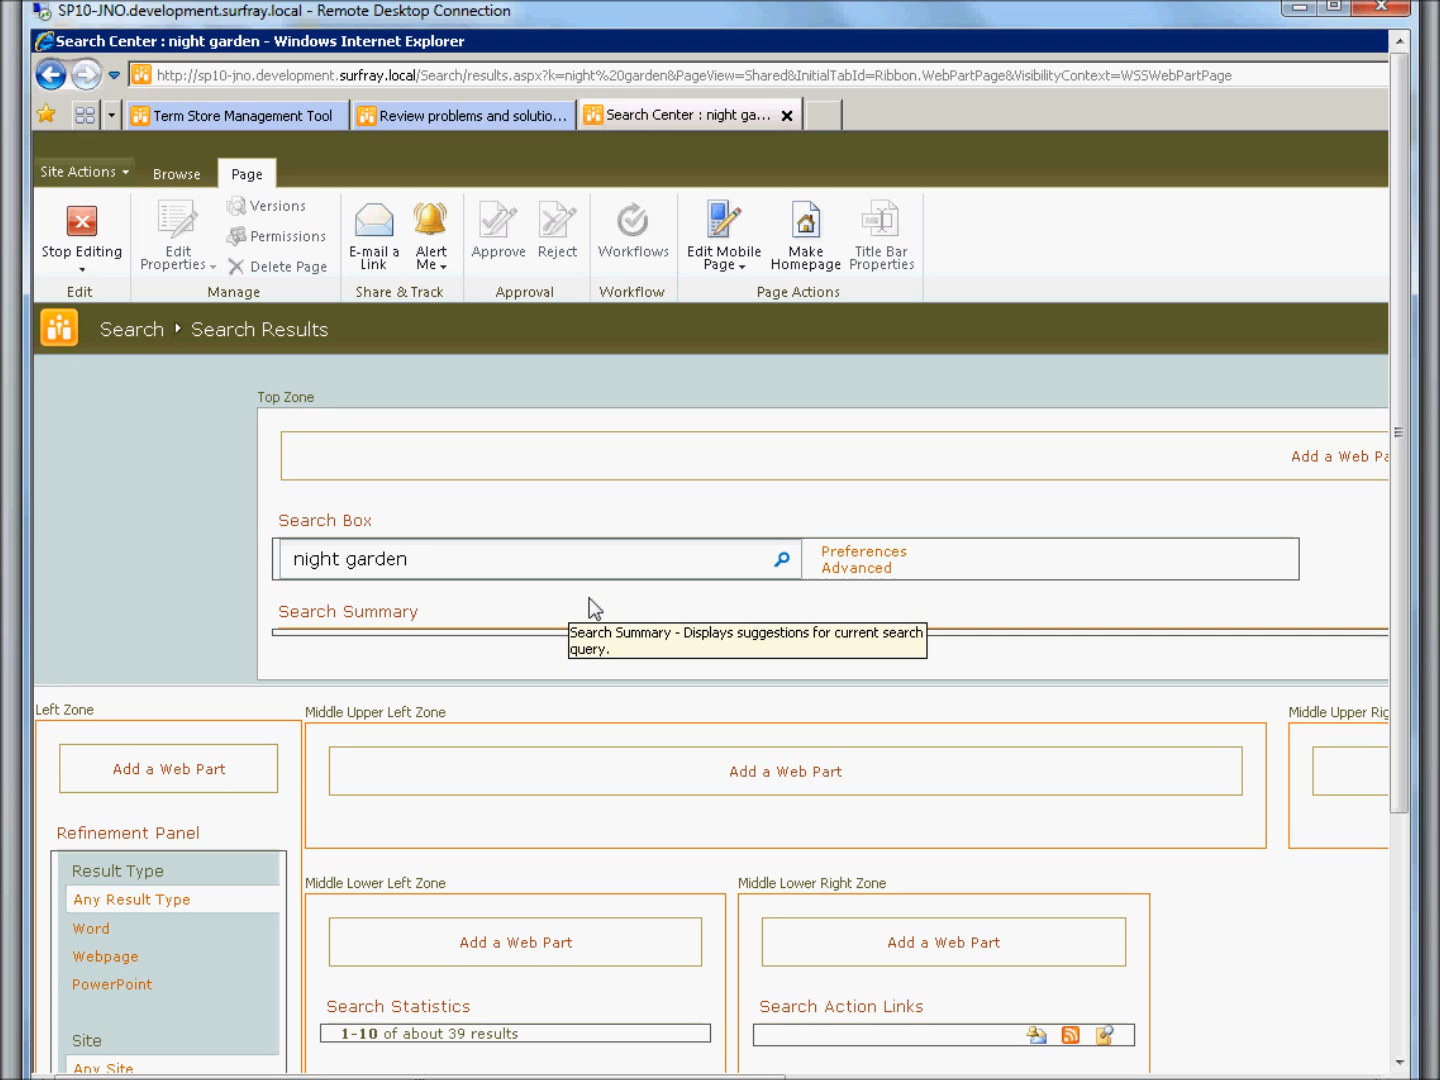 SP10-JNO.development.surfray.local - Remote Desktop Connection
Search Center : night garden - Windows Internet Explorer
http://sp10-jno.development.surfray.local/Search/results.aspx?k=night%20garden&PageView=Shared&InitialTabId=Ribbon.WebPartPage&VisibilityContext=WSSWebPartPage
Term Store Management Tool
Review problems and solutio...
Search Center : night ga...
Site Actions
Browse
Page
Stop Editing
Edit Properties
Versions
Permissions
Delete Page
E-mail a Link
Alert Me
Approve
Reject
Workflows
Edit Mobile Page
Make Homepage
Title Bar Properties
Edit
Manage
Share & Track
Approval
Workflow
Page Actions
Search
Search Results
Top Zone
Add a Web Pa
Search Box
night garden
Preferences
Advanced
Search Summary
Search Summary - Displays suggestions for current search
query.
Left Zone
Middle Upper Left Zone
Middle Upper Rig
Add a Web Part
Add a Web Part
Refinement Panel
Result Type
Any Result Type
Word
Webpage
PowerPoint
Site
Any Site
Middle Lower Left Zone
Middle Lower Right Zone
Add a Web Part
Add a Web Part
Search Statistics
Search Action Links
1-10 of about 39 results